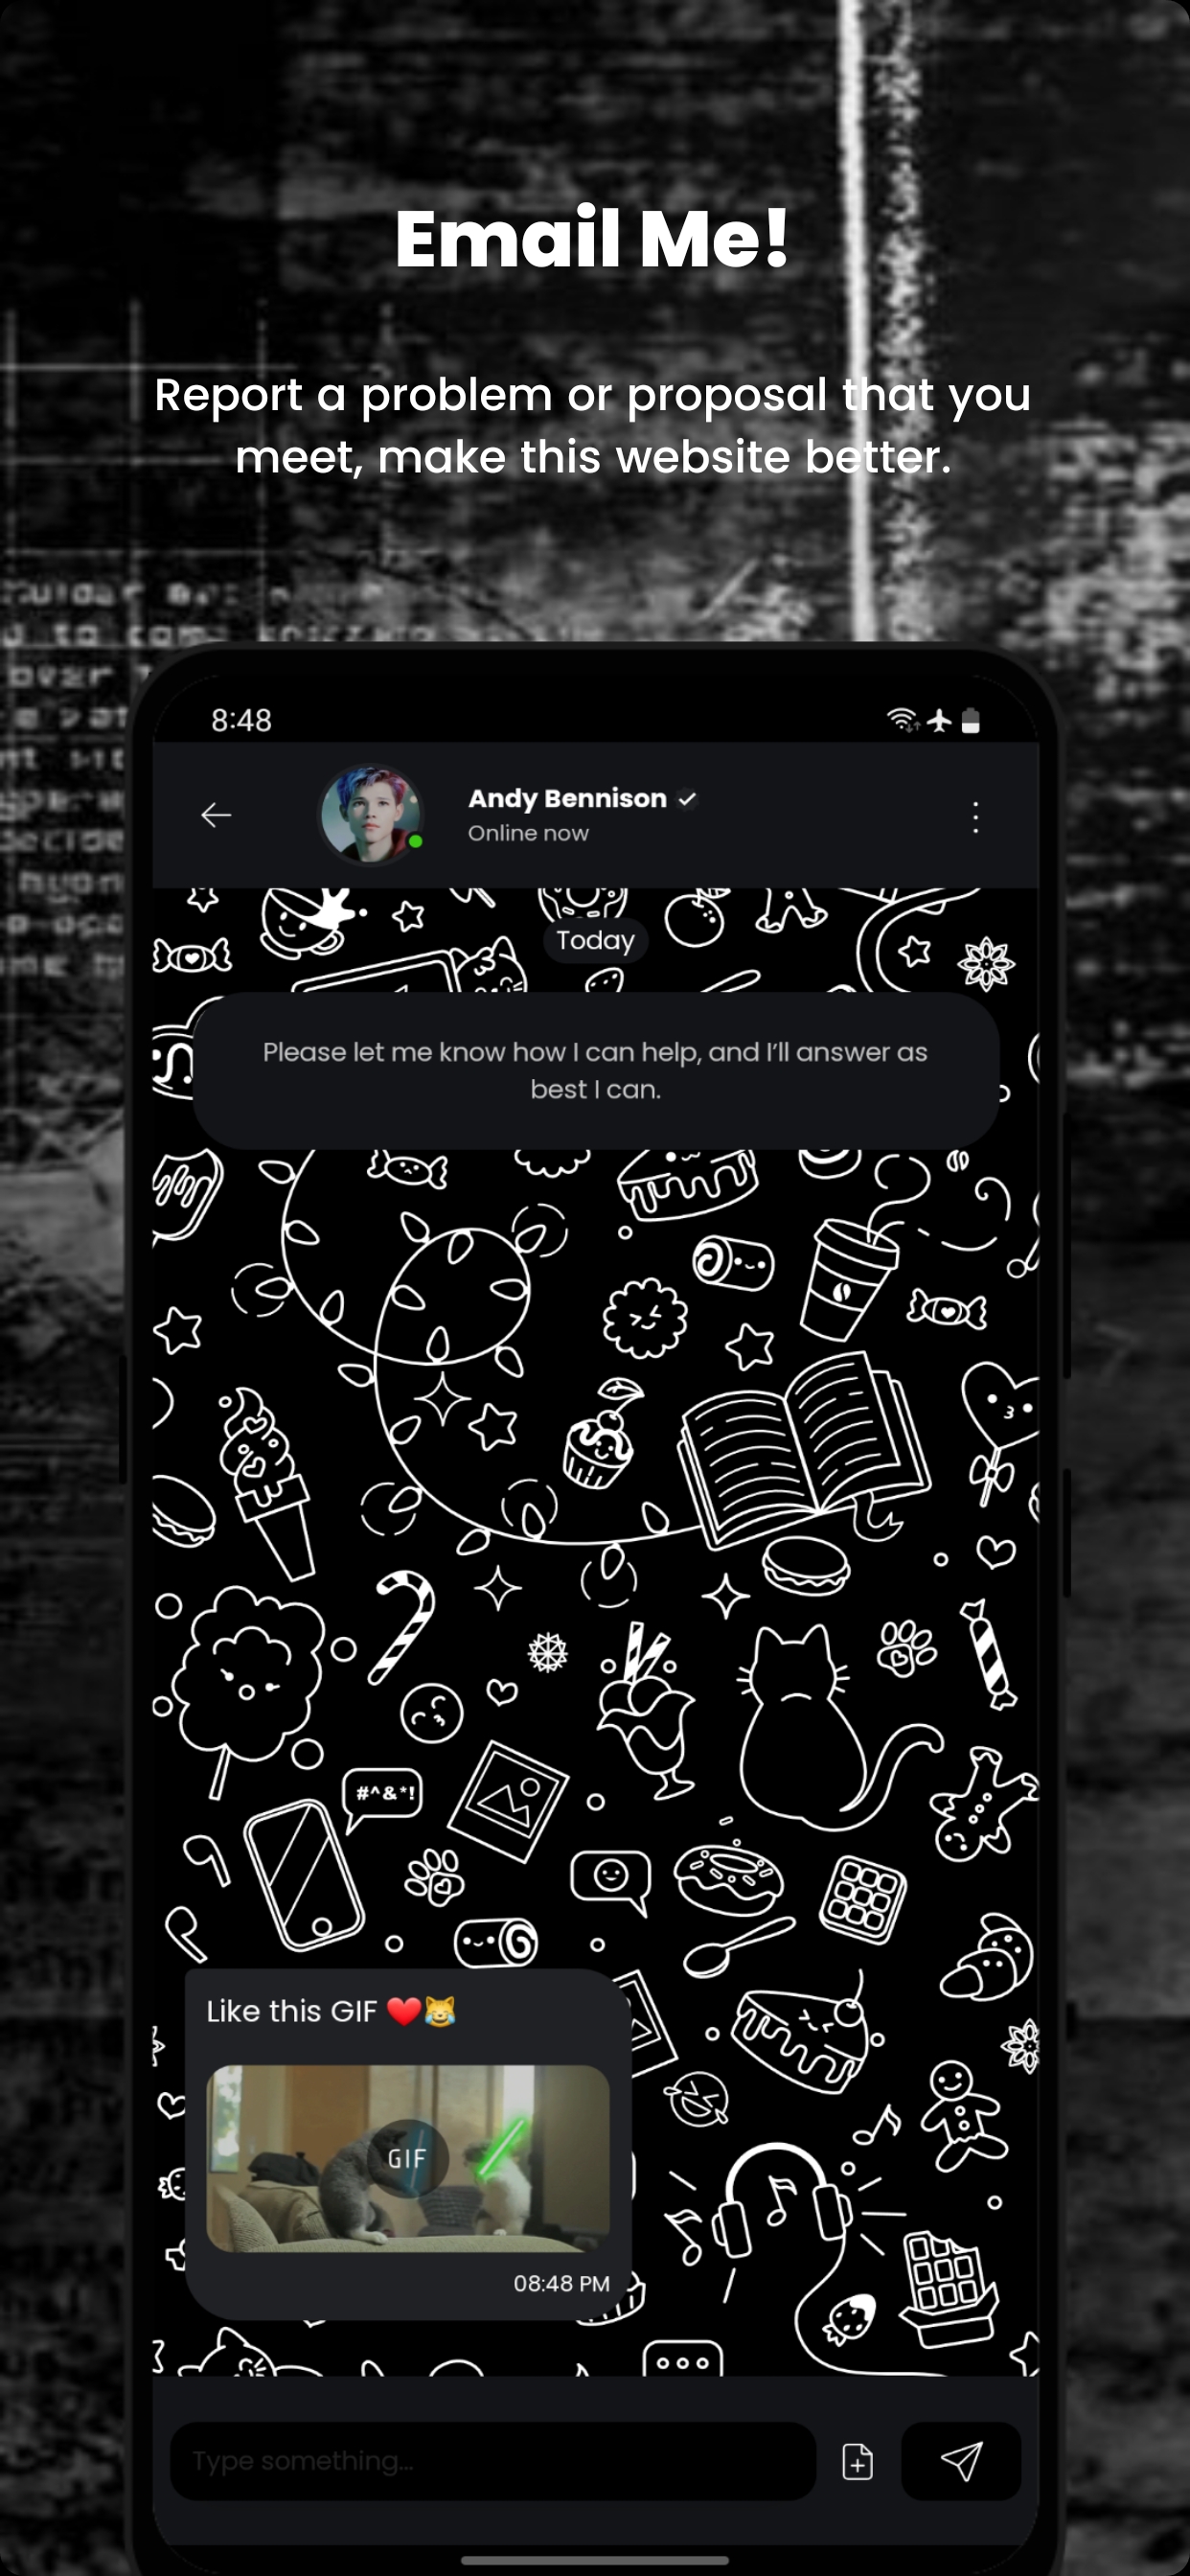 Email Me!
Report a problem or proposal that you
meet, make this website better.
8:48
Andy Bennison
Online now
Today
Please let me know how I can help, and I’ll answer as
best I can.
#^&*!
Like this GIF ❤️😹
GIF
08:48 PM
Type something...